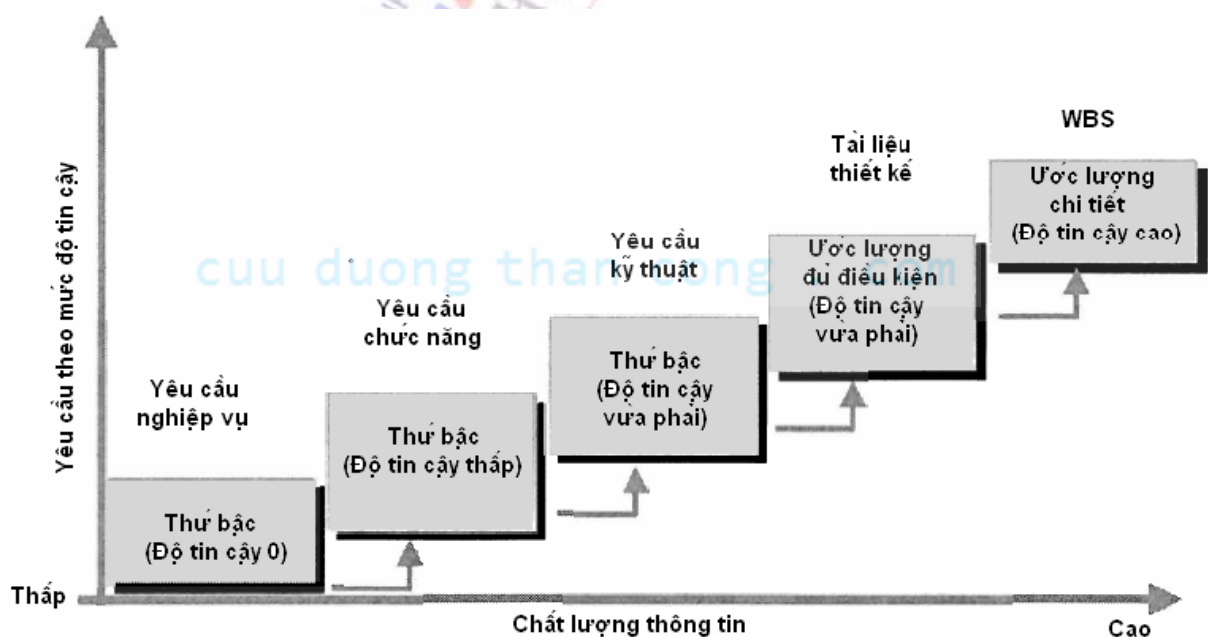 WBS
Tài liệu
thiết kế
Ước lượng
chi tiết
(Độ tin cậy cao)
Yêu cầu
kỹ thuật
Ước lượng
đủ điều kiện
(Độ tin cậy
vừa phải)
cuu duong than cong . com
Yêu cầu
chức năng
Thứ bậc
(Độ tin cậy
vừa phải)
Yêu cầu
nghiệp vụ
Thứ bậc
(Độ tin cậy thấp)
Thứ bậc
(Độ tin cậy 0)
Yêu cầu theo mức độ tin cậy
Thấp
Chất lượng thông tin
Cao